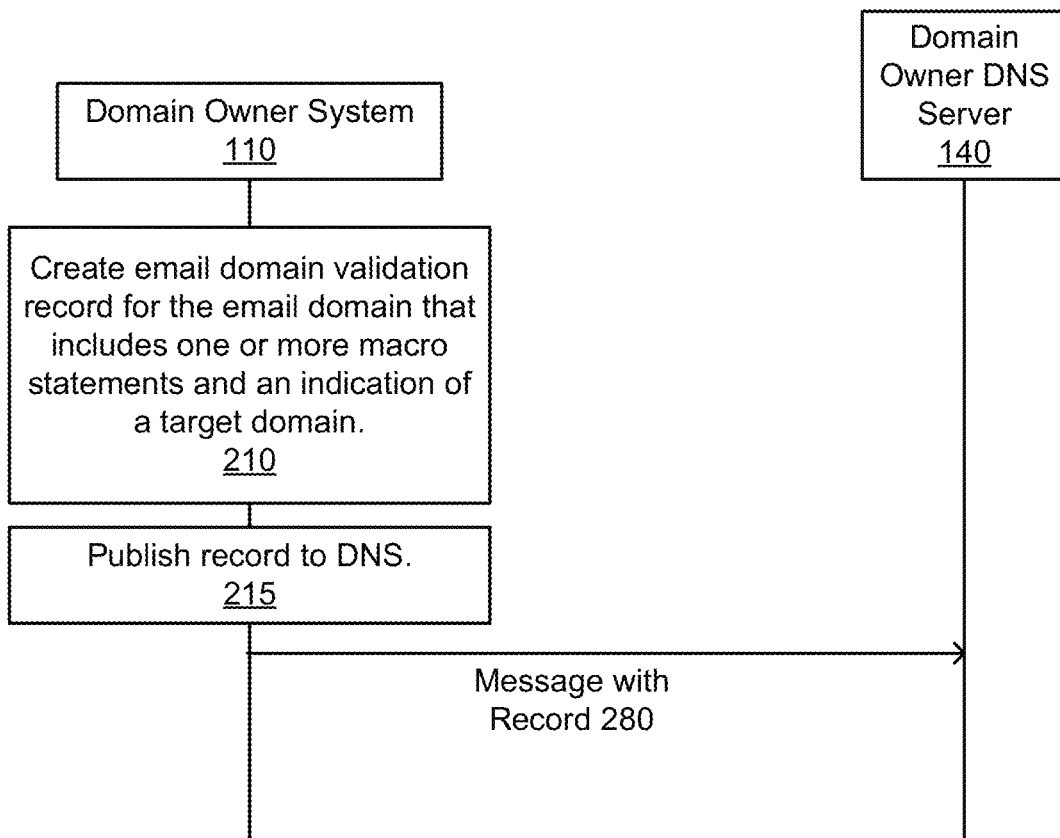 Domain
Owner DNS
Server
140
Domain Owner System
110
Create email domain validation
record for the email domain that
includes one or more macro
statements and an indication of
a target domain.
210
Publish record to DNS.
215
Message with
Record 280